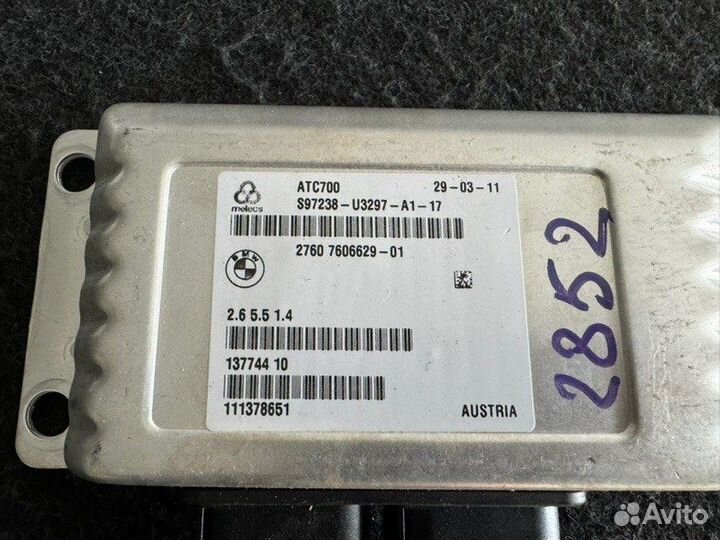 ATC700 29-03-11
melecs S97238-U3297-A1-17
BMW 2760 7606629-01
2.6 5.5 1.4
137744 10
111378651 AUSTRIA
2852
Avito